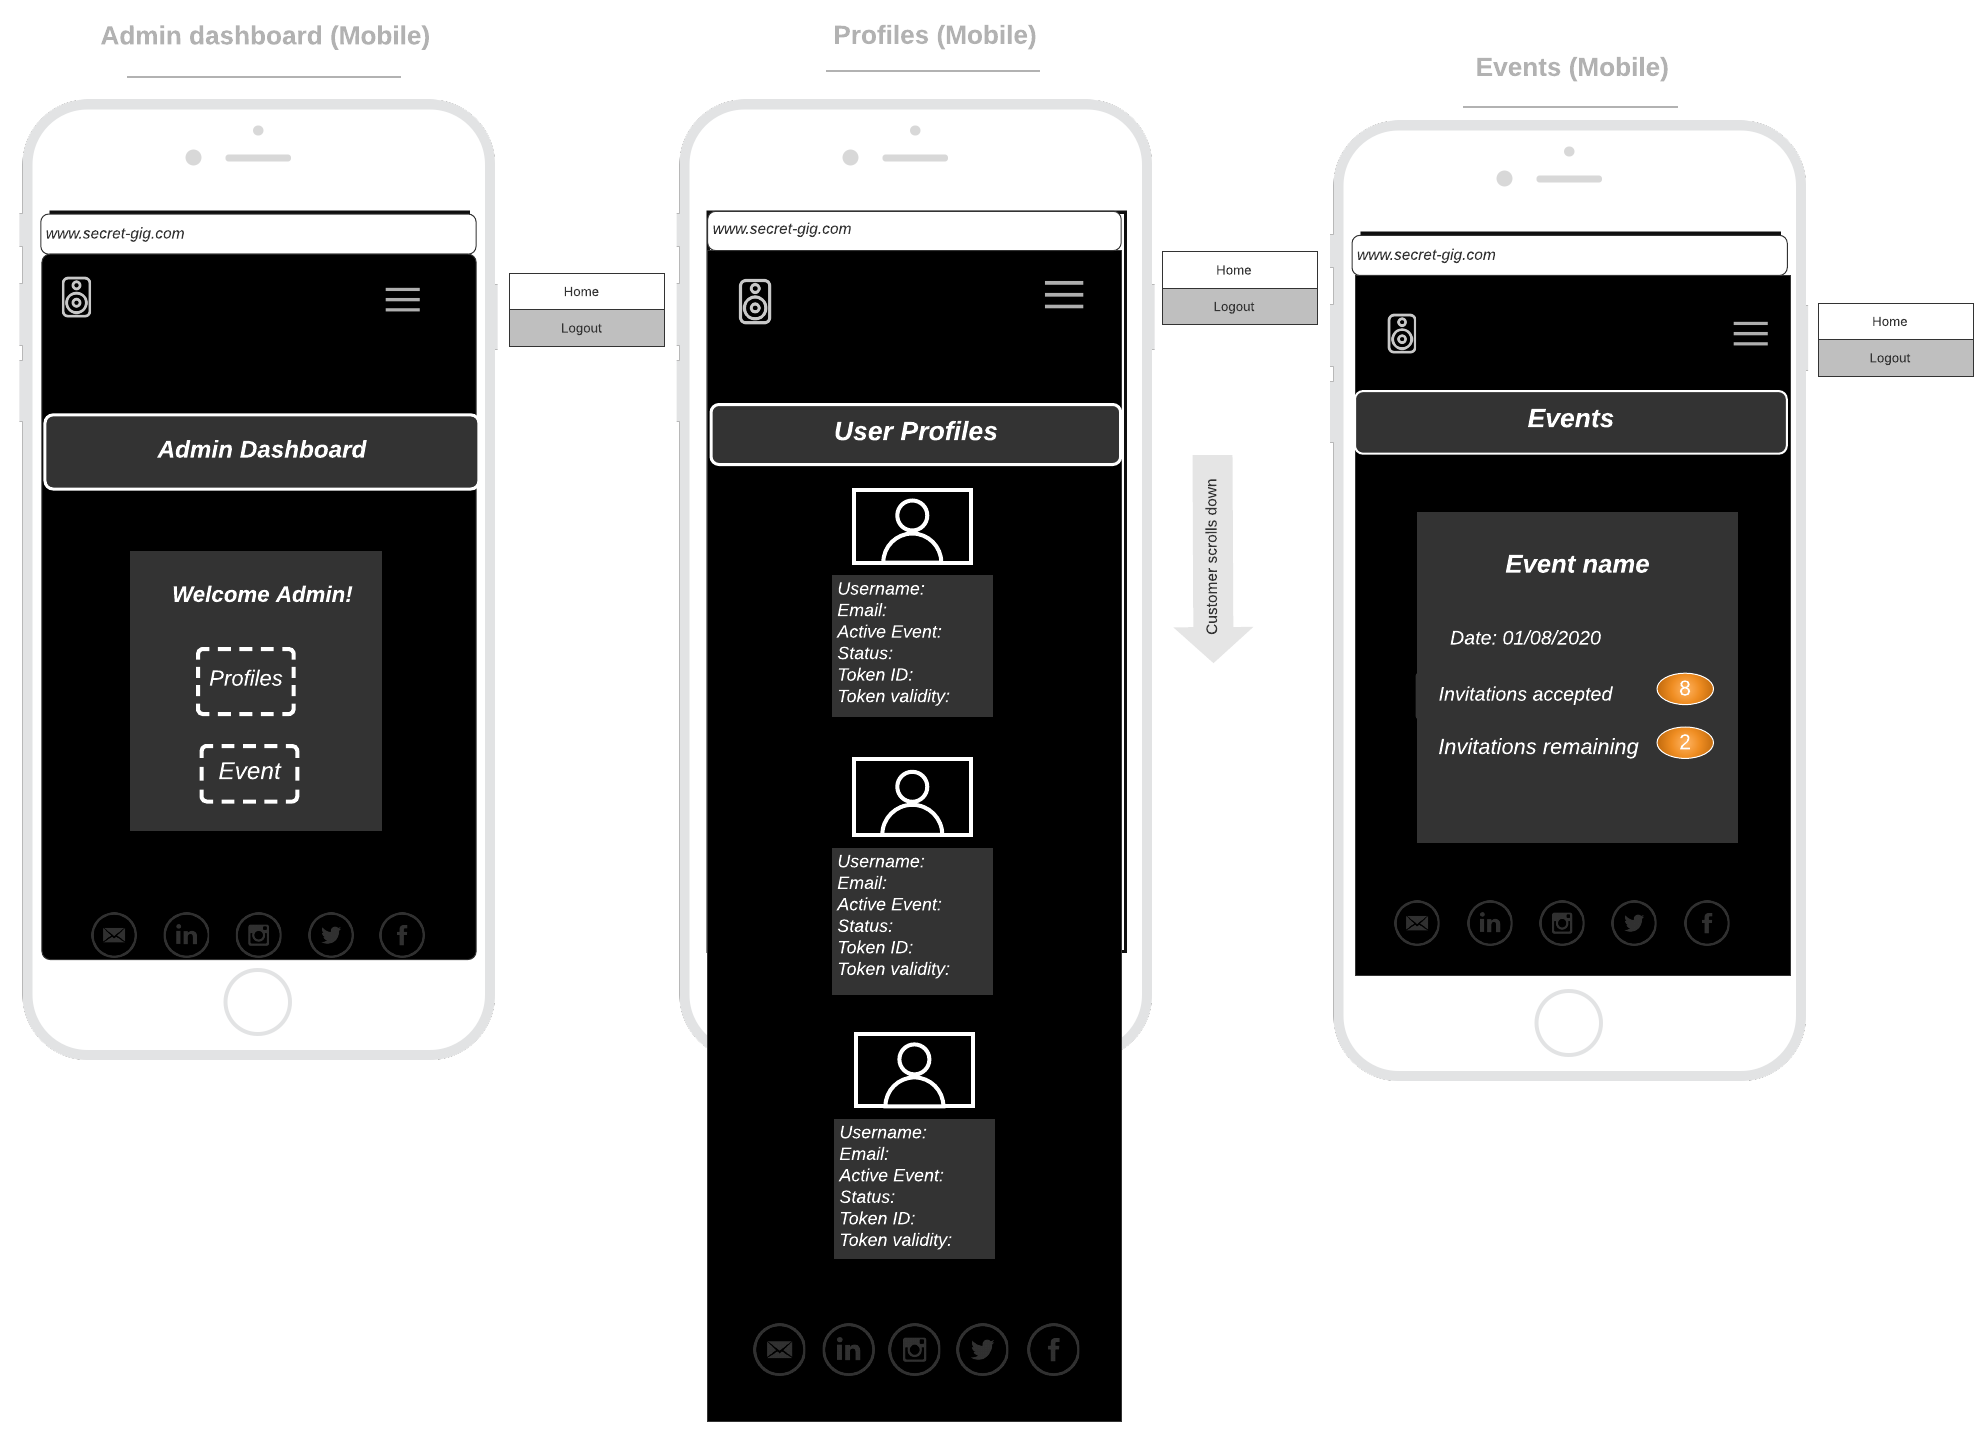 Admin dashboard (Mobile)
www.secret-gig.com
Home
Logout
Admin Dashboard
Welcome Admin!
Profiles
Event
Profiles (Mobile)
www.secret-gig.com
Home
Logout
User Profiles
Username:
Email:
Active Event:
Status:
Token ID:
Token validity:
Username:
Email:
Active Event:
Status:
Token ID:
Token validity:
Username:
Email:
Active Event:
Status:
Token ID:
Token validity:
Customer scrolls down
Events (Mobile)
www.secret-gig.com
Home
Logout
Events
Event name
Date: 01/08/2020
Invitations accepted 8
Invitations remaining 2